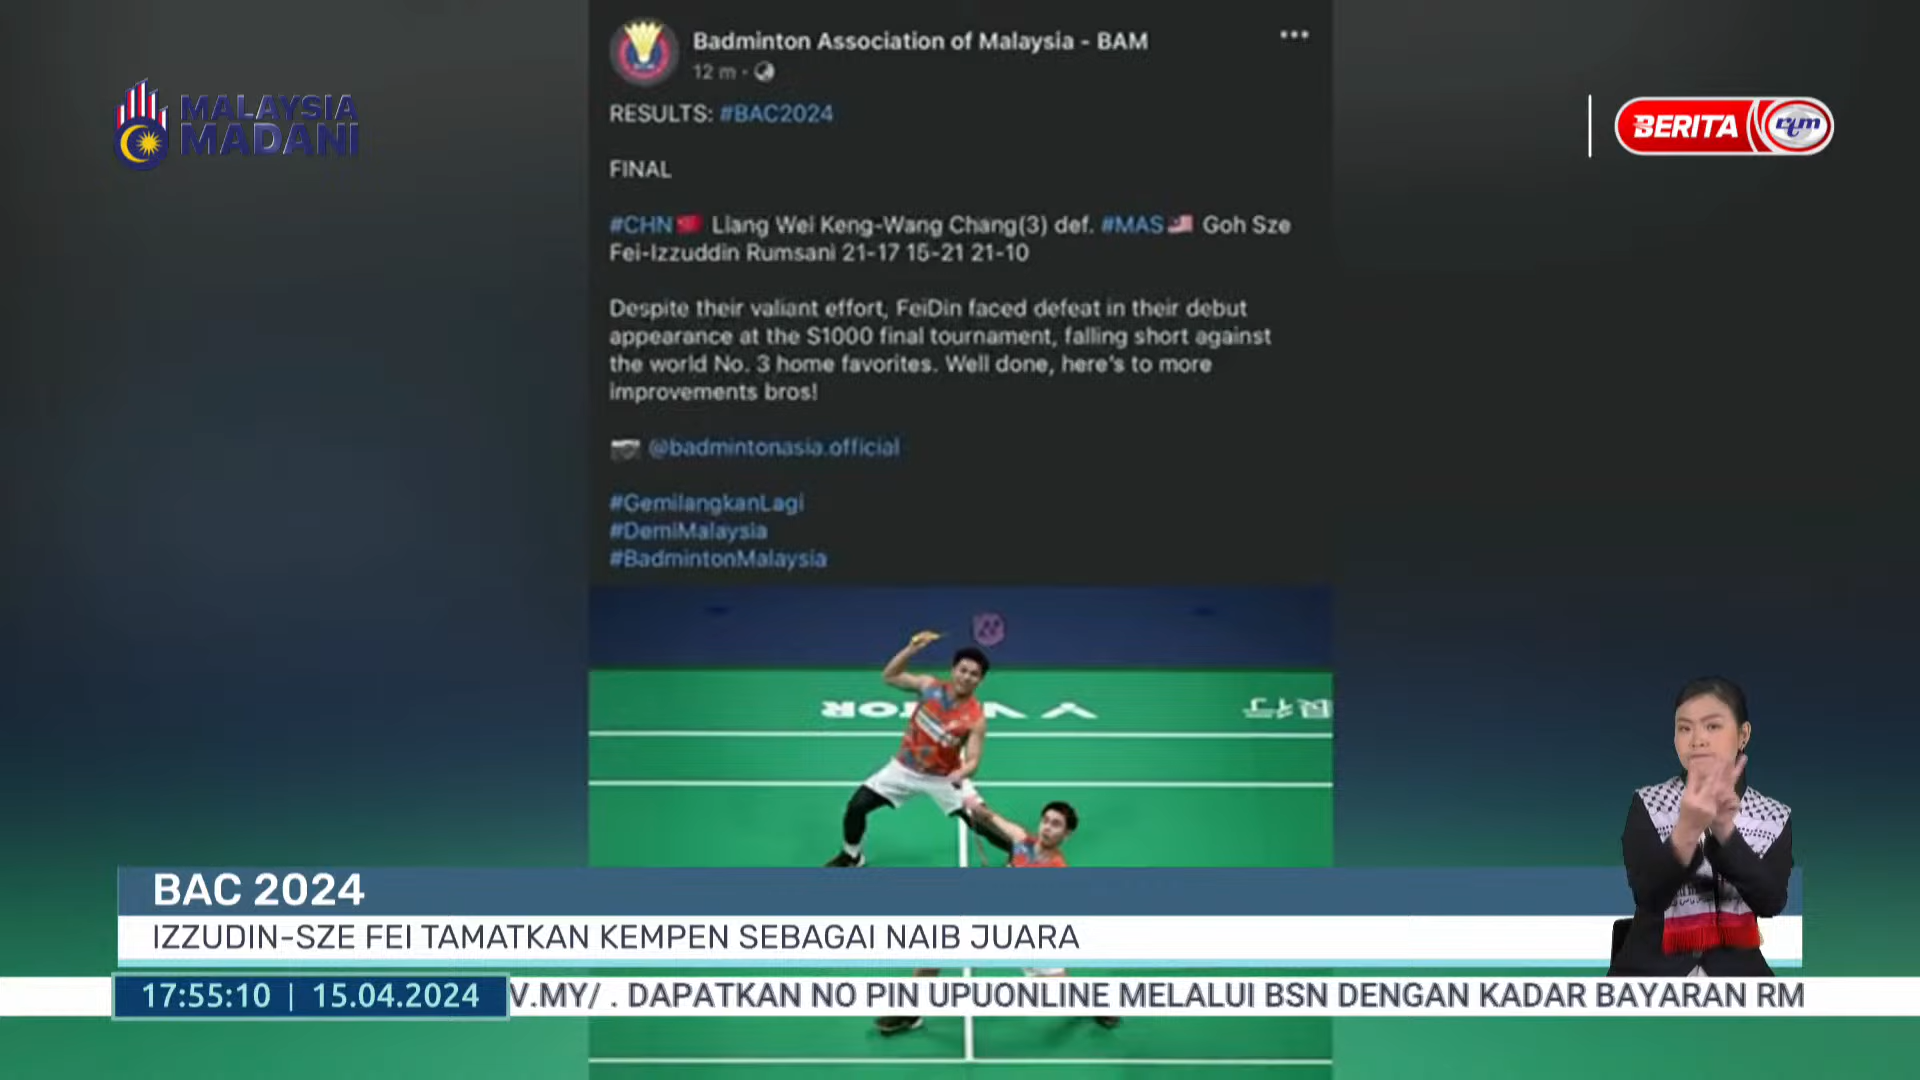 Badminton Association of Malaysia - BAM
12 m
RESULTS: #BAC2024
FINAL
#CHN Liang Wei Keng-Wang Chang(3) def. #MAS Goh Sze
Fei-Izzuddin Rumsani 21-17 15-21 21-10
Despite their valiant effort, FeiDin faced defeat in their debut
appearance at the S1000 final tournament, falling short against
the world No. 3 home favorites. Well done, here's to more
improvements bros!
@badmintonasia.official
#GemilangkanLagi
#DemiMalaysia
#BadmintonMalaysia
MALAYSIA
MADANI
BERITA rtm
BAC 2024
IZZUDIN-SZE FEI TAMATKAN KEMPEN SEBAGAI NAIB JUARA
17:55:10 | 15.04.2024
V.MY/ . DAPATKAN NO PIN UPUONLINE MELALUI BSN DENGAN KADAR BAYARAN RM